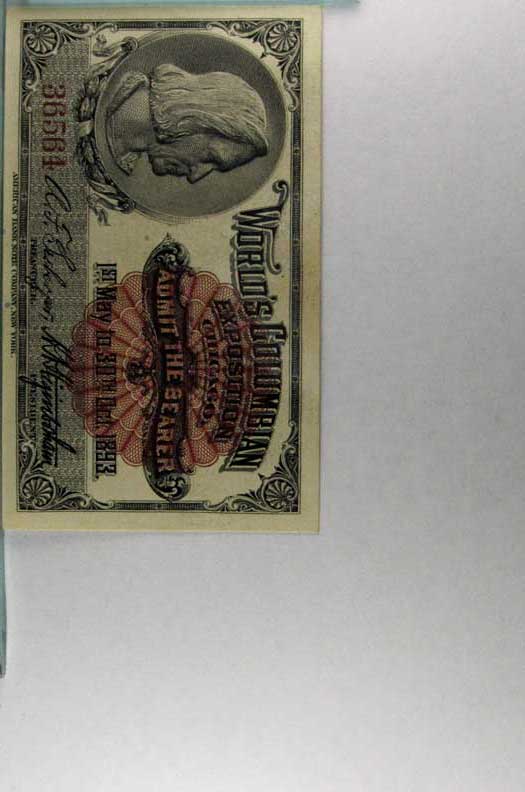 WORLD'S COLUMBIAN
EXPOSITION
CHICAGO,
ADMIT THE BEARER
1ST May to 30TH Oct. 1893.
36564
PRESIDENT.
AMERICAN BANK NOTE COMPANY, NEW YORK.